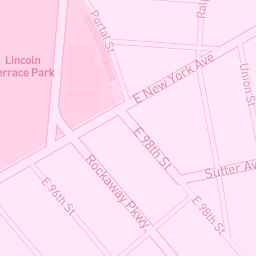 Portal St
Lincoln
Terrace Park
E New York Ave
Union St
E 98th St
Rockaway Pkwy
Sutter Av
E 96th St
E 98th St